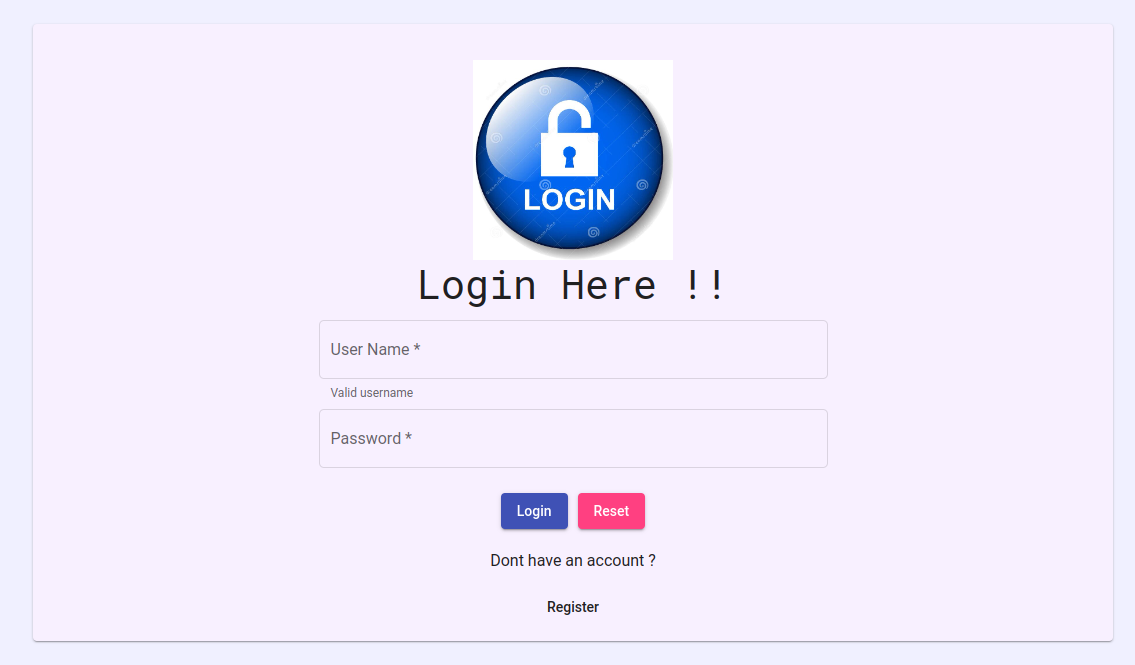 LOGIN
Login Here !!
User Name *
Valid username
Password *
Login Reset
Dont have an account ?
Register